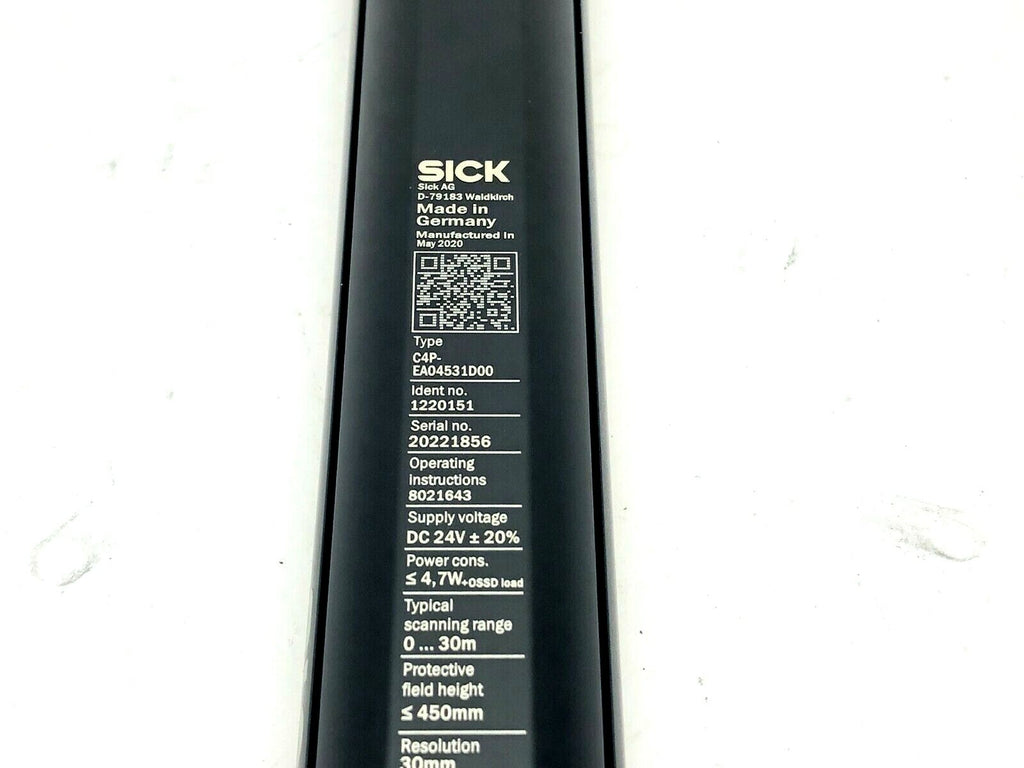 SICK
Sick AG
D-79183 Waldkirch
Made in
Germany
Manufactured in
May 2020
Type
C4P-
EA04531D00
Ident no.
1220151
Serial no.
20221856
Operating
instructions
8021643
Supply voltage
DC 24V ± 20%
Power cons.
≤ 4,7W+OSSD load
Typical
scanning range
0 ... 30m
Protective
field height
≤ 450mm
Resolution
30mm